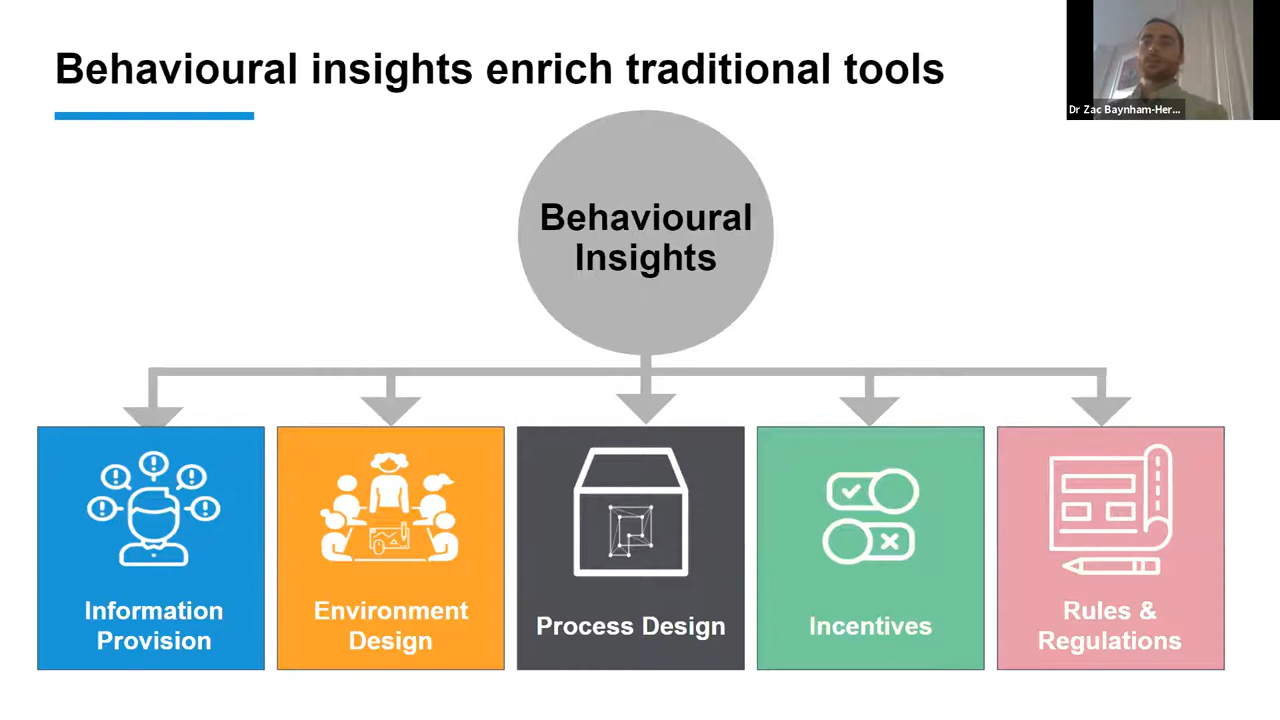 Behavioural insights enrich traditional tools
Dr Zac Baynham-Her...
Behavioural
Insights
Information
Provision
Environment
Design
Process Design
Incentives
Rules &
Regulations